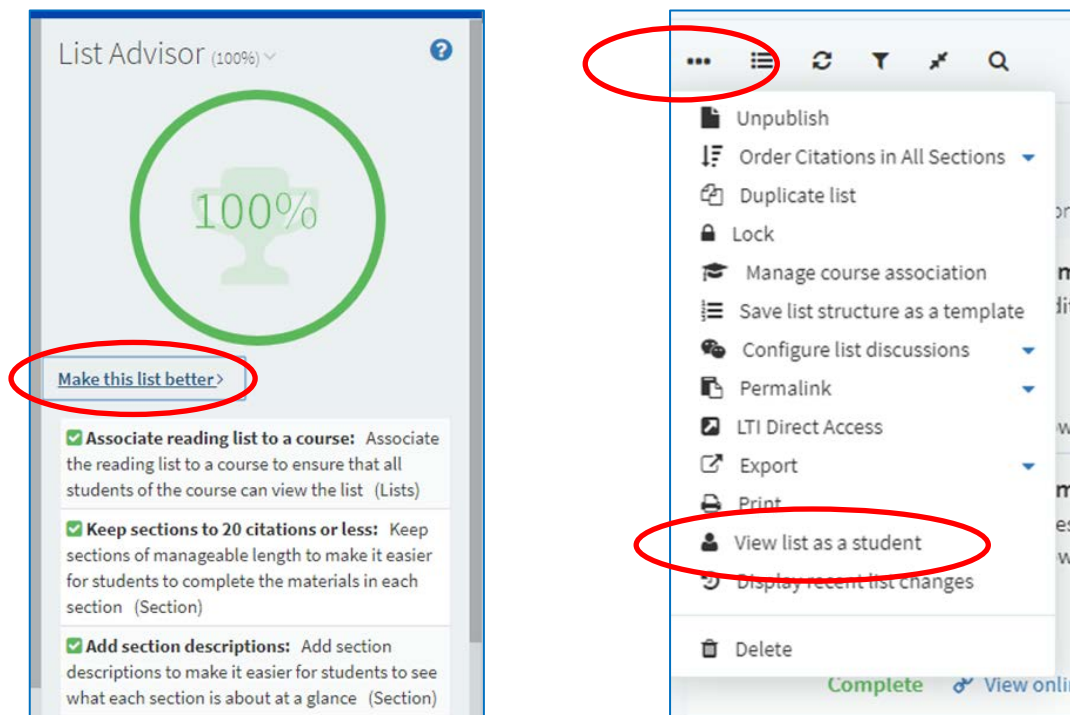 List Advisor (100%)
100%
Make this list better>
Associate reading list to a course: Associate
the reading list to a course to ensure that all
students of the course can view the list (Lists)
Keep sections to 20 citations or less: Keep
sections of manageable length to make it easier
for students to complete the materials in each
section (Section)
Add section descriptions: Add section
descriptions to make it easier for students to see
what each section is about at a glance (Section)
Unpublish
Order Citations in All Sections
Duplicate list
Lock
Manage course association
Save list structure as a template
Configure list discussions
Permalink
LTI Direct Access
Export
Print
View list as a student
Display recent list changes
Delete
Complete View onli